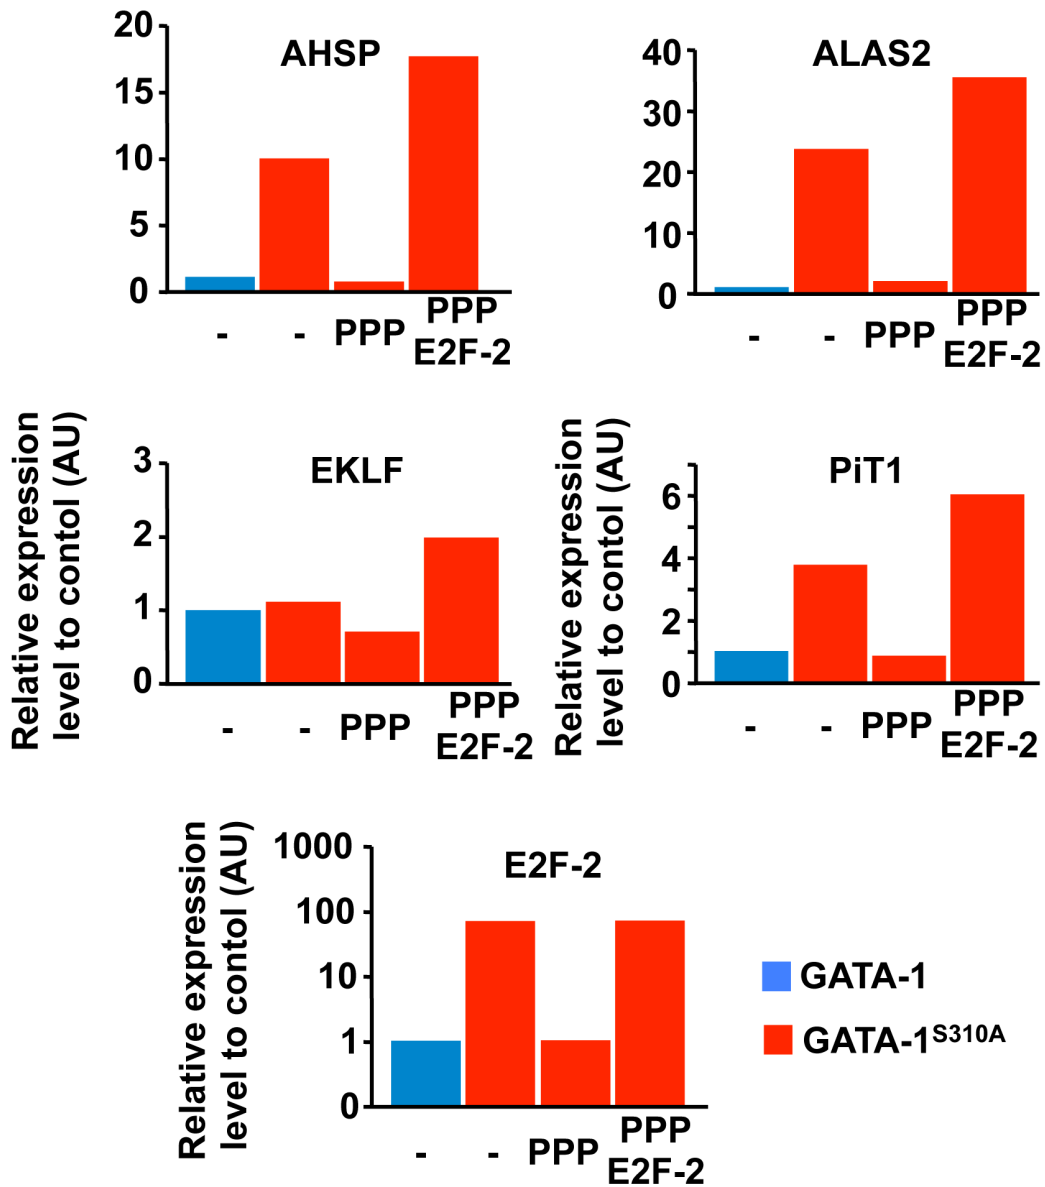 AHSP
20
15
10
5
0
- - PPP PPP
E2F-2
ALAS2
40
30
20
10
0
- - PPP PPP
E2F-2
Relative expression
level to contol (AU)
EKLF
3
2
1
0
- - PPP PPP
E2F-2
Relative expression
level to contol (AU)
PiT1
6
4
2
0
- - PPP PPP
E2F-2
Relative expression
level to contol (AU)
E2F-2
1000
100
10
1
0
- - PPP PPP
E2F-2
GATA-1
GATA-1S310A